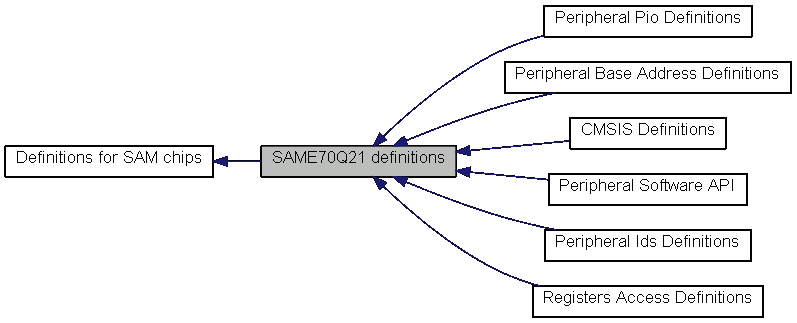 Peripheral Pio Definitions
Peripheral Base Address Definitions
CMSIS Definitions
Definitions for SAM chips
SAME70Q21 definitions
Peripheral Software API
Peripheral Ids Definitions
Registers Access Definitions